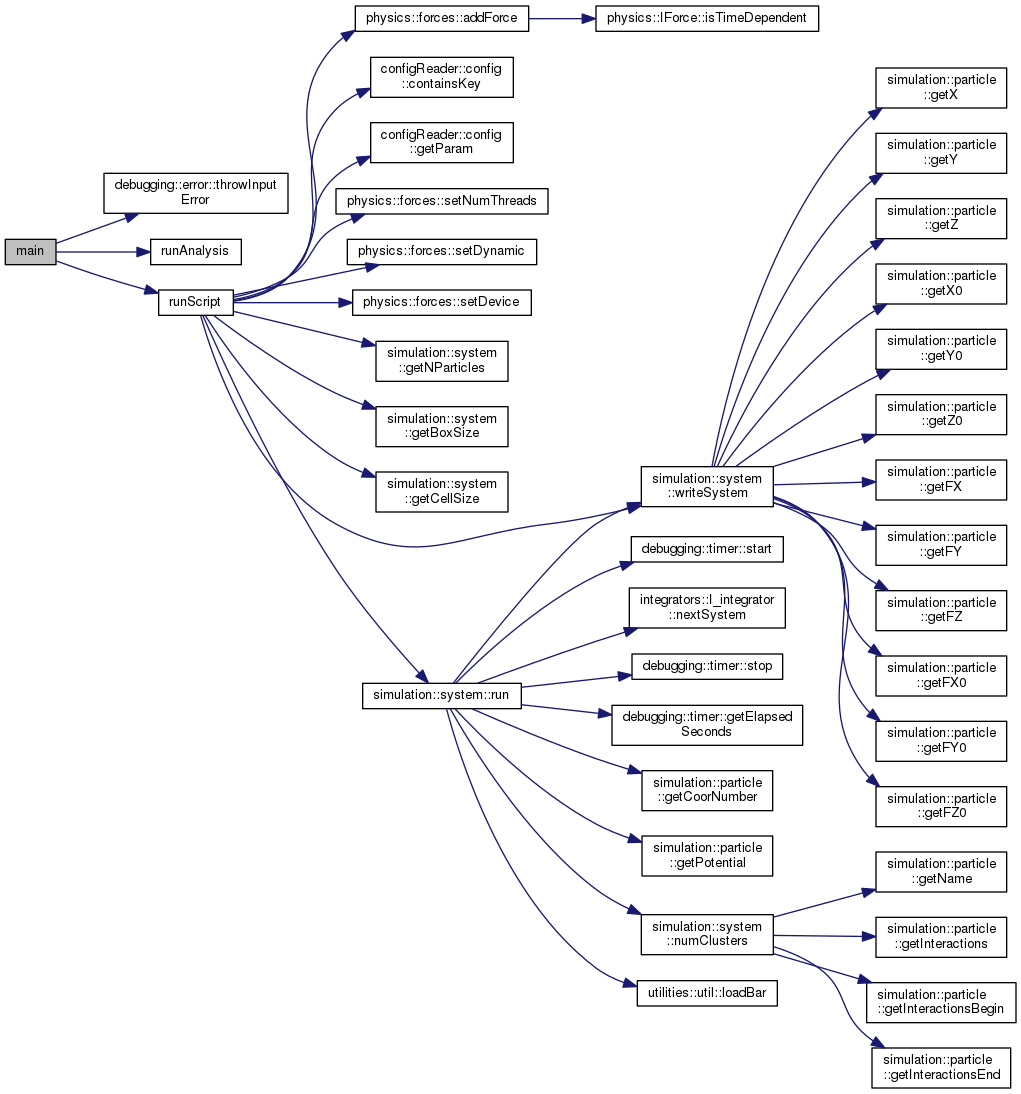 main
debugging::error::throwInput
Error
runAnalysis
runScript
physics::forces::addForce
configReader::config
::containsKey
configReader::config
::getParam
physics::forces::setNumThreads
physics::forces::setDynamic
physics::forces::setDevice
simulation::system
::getNParticles
simulation::system
::getBoxSize
simulation::system
::getCellSize
simulation::system::run
physics::IForce::isTimeDependent
simulation::system
::writeSystem
debugging::timer::start
integrators::I_integrator
::nextSystem
debugging::timer::stop
debugging::timer::getElapsed
Seconds
simulation::particle
::getCoorNumber
simulation::particle
::getPotential
simulation::system
::numClusters
utilities::util::loadBar
simulation::particle
::getX
simulation::particle
::getY
simulation::particle
::getZ
simulation::particle
::getX0
simulation::particle
::getY0
simulation::particle
::getZ0
simulation::particle
::getFX
simulation::particle
::getFY
simulation::particle
::getFZ
simulation::particle
::getFX0
simulation::particle
::getFY0
simulation::particle
::getFZ0
simulation::particle
::getName
simulation::particle
::getInteractions
simulation::particle
::getInteractionsBegin
simulation::particle
::getInteractionsEnd